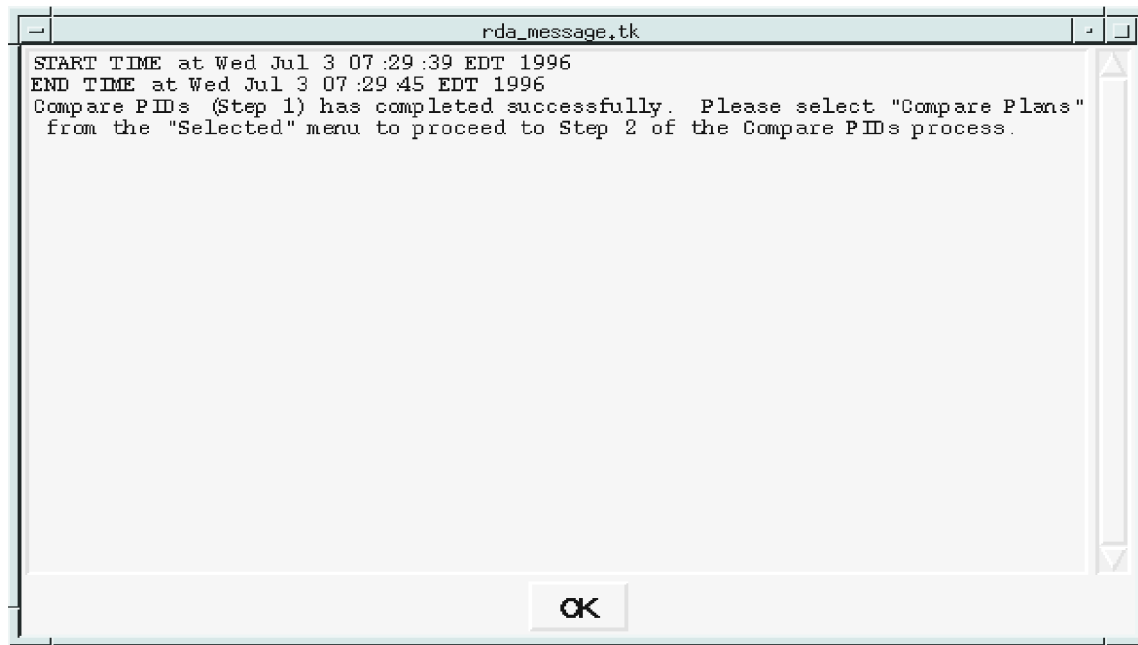 rda_message.tk
START TIME at Wed Jul 3 07:29:39 EDT 1996
END TIME at Wed Jul 3 07:29:45 EDT 1996
Compare PIDs (Step 1) has completed successfully. Please select "Compare Plans"
from the "Selected" menu to proceed to Step 2 of the Compare PIDs process.
OK